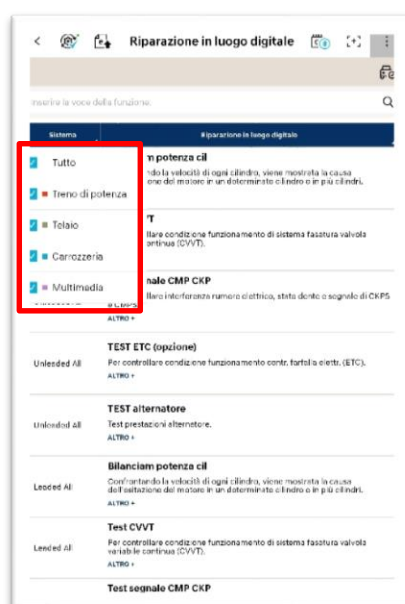 Riparazione in luogo digitale
Inserire la voce della funzione.
Sistema
Riparazione in luogo digitale
Tutto
Treno di potenza
Telaio
Carrozzeria
Multimedia
m potenza cil
ndo la velocità di ogni cilindro, viene mostrata la causa
one del motore in un determinato cilindro o in più cilindri.
llare condizione funzionamento di sistema fasatura valvola
ontinua (CVVT).
nale CMP CKP
llare interferenza rumore elettrico, stato dente o segnale di CKPS
e CMPS.
ALTRO +
TEST ETC (opzione)
Unleaded All
Per controllare condizione funzionamento contr. farfalla elettr. (ETC).
ALTRO +
TEST alternatore
Unleaded All
Test prestazioni alternatore.
ALTRO +
Bilanciam potenza cil
Leaded All
Confrontando la velocità di ogni cilindro, viene mostrata la causa
dell'esitazione del motore in un determinato cilindro o in più cilindri.
ALTRO +
Test CVVT
Leaded All
Per controllare condizione funzionamento di sistema fasatura valvola
variabile continua (CVVT).
ALTRO +
Test segnale CMP CKP